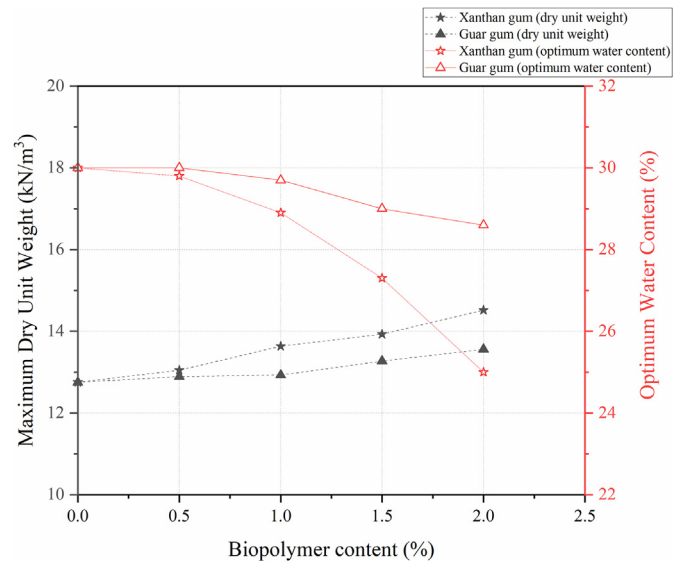 Xanthan gum (dry unit weight)
Guar gum (dry unit weight)
Xanthan gum (optimum water content)
Guar gum (optimum water content)
20
18
16
14
12
10
Maximum Dry Unit Weight (kN/m³)
32
30
28
26
24
22
Optimum Water Content (%)
0.0 0.5 1.0 1.5 2.0 2.5
Biopolymer content (%)